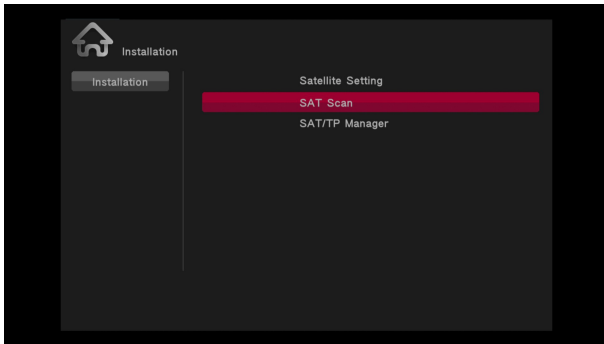 Installation
Installation
Satellite Setting
SAT Scan
SAT/TP Manager